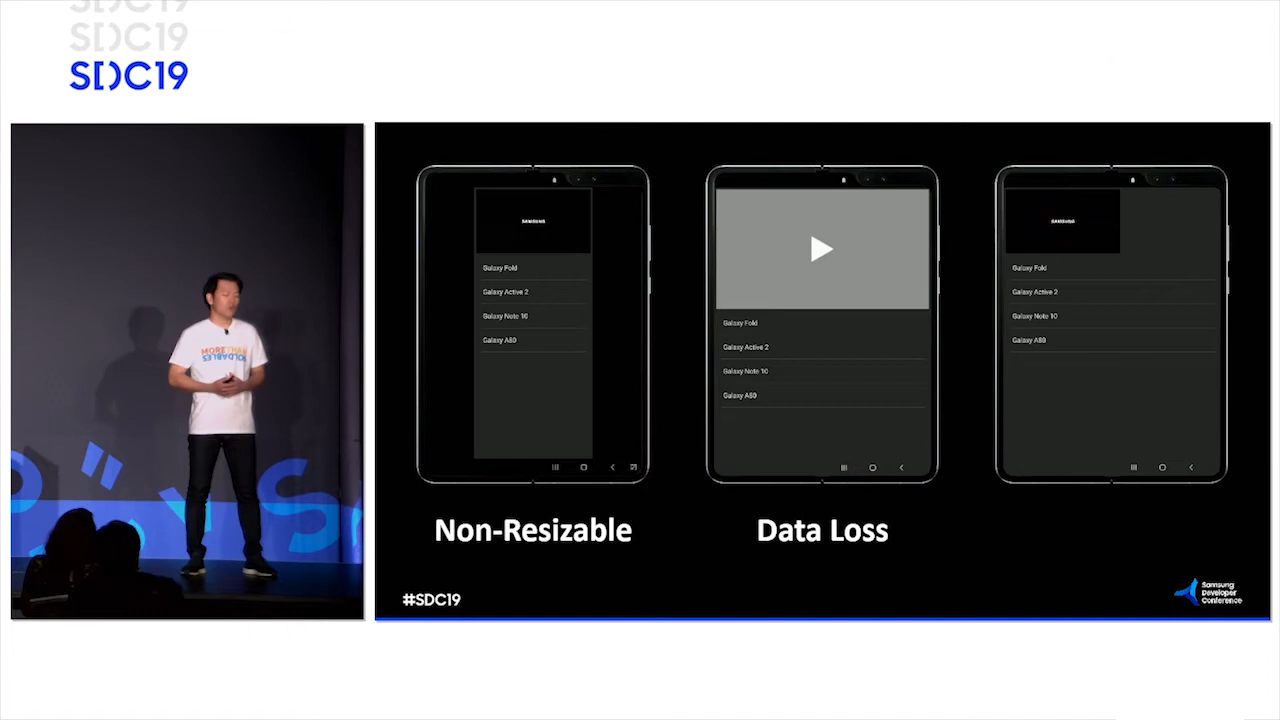 SDC19
SDC19
SDC19
MORE THAN
FOLDABLES
SAMSUNG
Galaxy Fold
Galaxy Active 2
Galaxy Note 10
Galaxy A80
Non-Resizable
Galaxy Fold
Galaxy Active 2
Galaxy Note 10
Galaxy A80
Data Loss
SAMSUNG
Galaxy Fold
Galaxy Active 2
Galaxy Note 10
Galaxy A80
#SDC19
Samsung
Developer
Conference